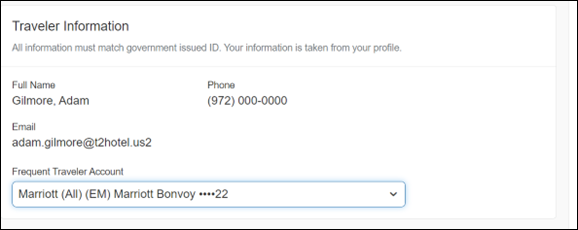 Traveler Information
All information must match government issued ID. Your information is taken from your profile.
Full Name
Gilmore, Adam
Phone
(972) 000-0000
Email
adam.gilmore@t2hotel.us2
Frequent Traveler Account
Marriott (All) (EM) Marriott Bonvoy ••••22